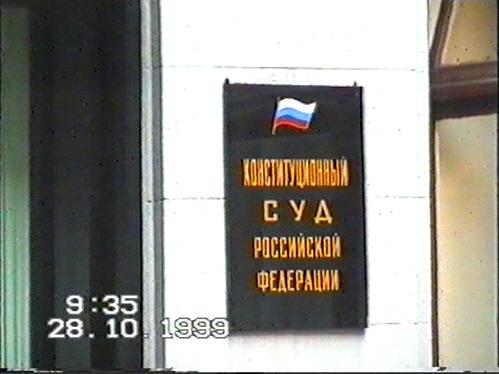 КОНСТИТУЦИОННЫЙ
СУД
РОССИЙСКОЙ
ФЕДЕРАЦИИ
9:35
28.10.1999